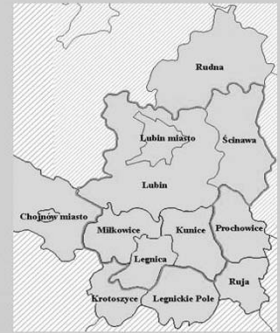 Rudna
Lubin miasto
Ścinawa
Lubin
Chojnów miasto
Miłkowice
Kunice
Prochowice
Legnica
Krotoszyce
Legnickie Pole
Ruja